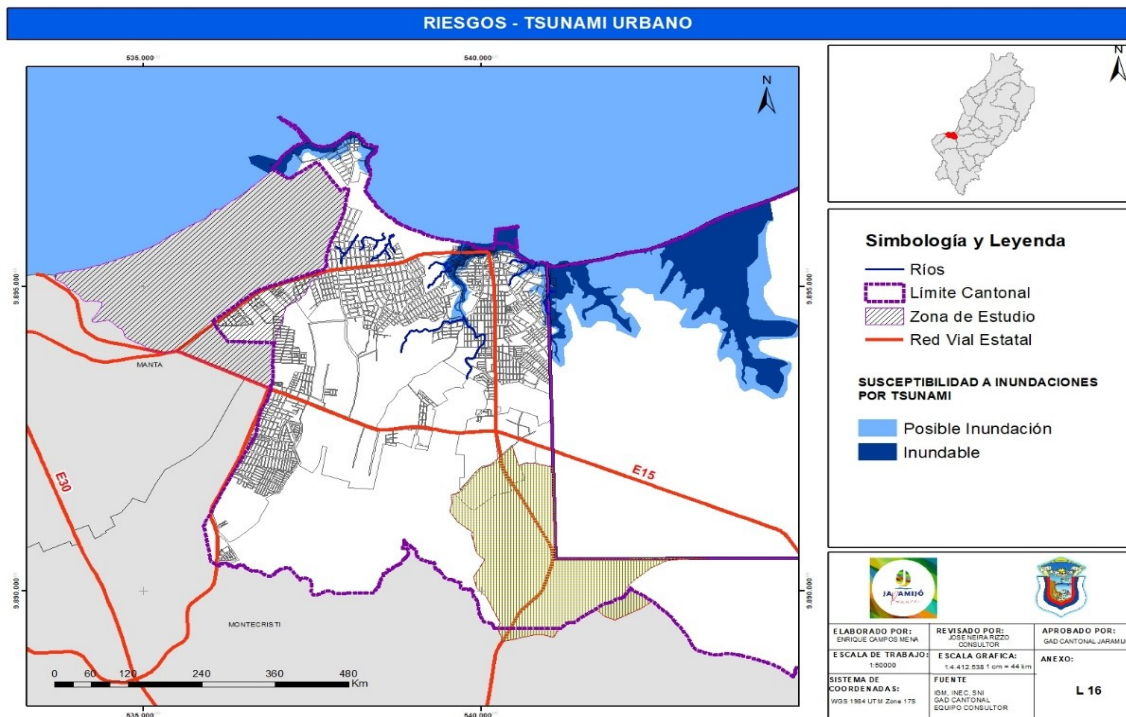 RIESGOS - TSUNAMI URBANO
535.000
540.000
N
9.895.000
9.895.000
MANTA
E30
E15
9.890.000
9.890.000
MONTECRISTI
0 60 120 240 360 480
Km
535.000
540.000
N
Simbología y Leyenda
Ríos
Límite Cantonal
Zona de Estudio
Red Vial Estatal
SUSCEPTIBILIDAD A INUNDACIONES
POR TSUNAMI
Posible Inundación
Inundable
JARAMIJÓ
ELABORADO POR:
ENRIQUE CAMPOS MENA
REVISADO POR:
JOSE NEIRA RIZZO
CONSULTOR
APROBADO POR:
GAD CANTONAL JARAMIJ
ESCALA DE TRABAJO:
1:50000
ESCALA GRAFICA:
1:4.412.538 1 cm = 44 km
ANEXO:
L 16
SISTEMA DE
COORDENADAS:
WGS 1984 UTM Zone 17S
FUENTE
IGM, INEC, SNI
GAD CANTONAL
EQUIPO CONSULTOR